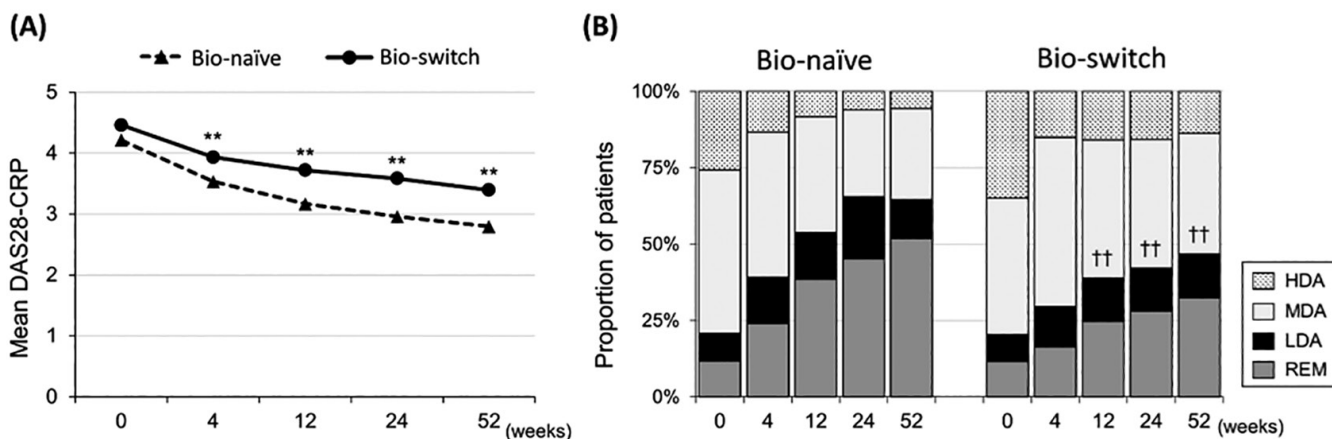 (A)
Bio-naïve Bio-switch
Mean DAS28-CRP
5
4
3
2
1
0
** ** ** **
0 4 12 24 52 (weeks)
(B)
Bio-naïve Bio-switch
Proportion of patients
100%
75%
50%
25%
0%
†† †† ††
0 4 12 24 52 0 4 12 24 52 (weeks)
HDA
MDA
LDA
REM